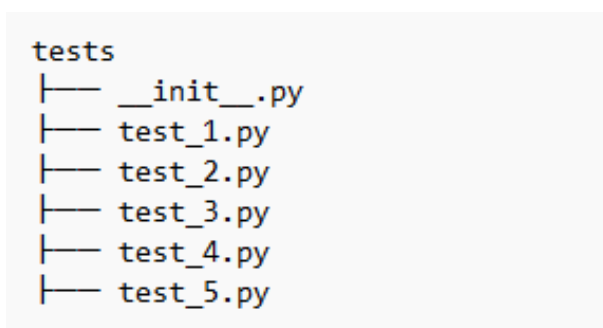 tests
├── __init__.py
├── test_1.py
├── test_2.py
├── test_3.py
├── test_4.py
├── test_5.py